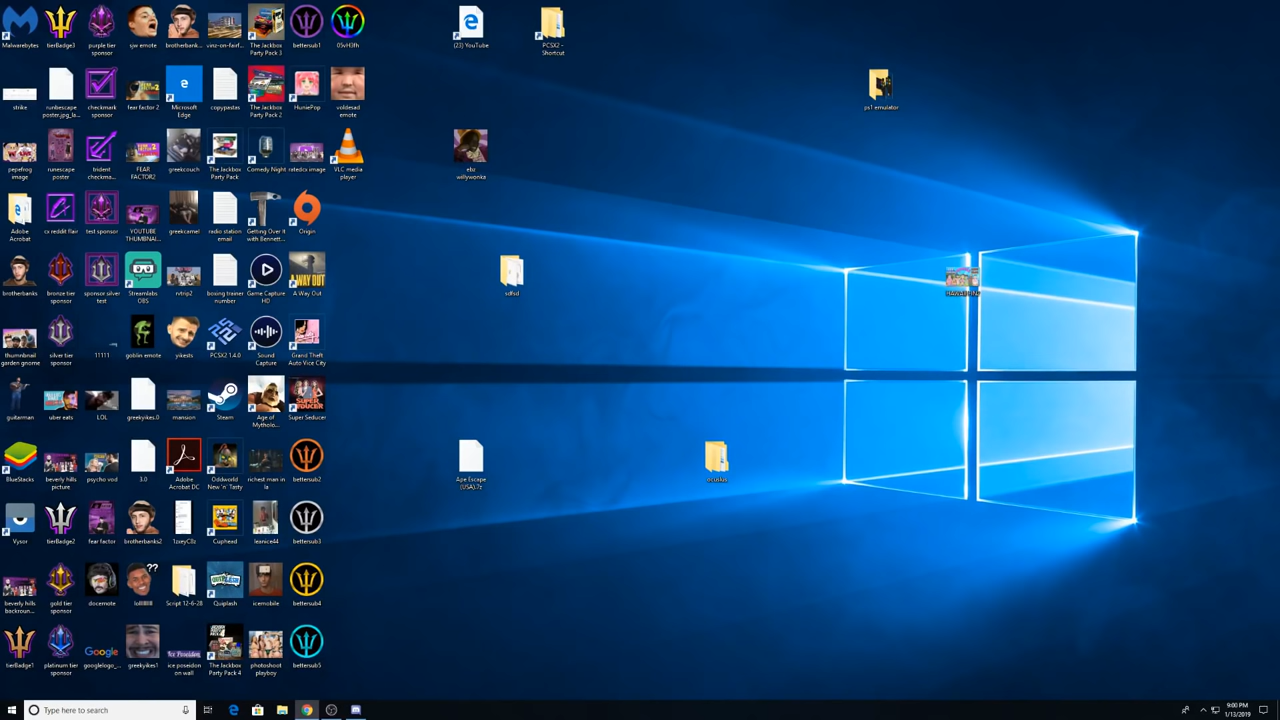 Malwarebytes
tierBadge3
purple tier
sponsor
sjw emote
brotherbank...
vinz-on-fairf...
The Jackbox
Party Pack 3
bettersub1
05vH3fh
(23) YouTube
PCSX2 -
Shortcut
strike
runbescape
poster.jpg_la...
checkmark
sponsor
fear factor 2
Microsoft
Edge
copypastas
The Jackbox
Party Pack 2
HuniePop
voldesad
emote
ps1 emulator
pepefrog
image
runescape
poster
trident
checkma...
FEAR
FACTOR2
greekcouch
The Jackbox
Party Pack
Comedy Night
rotedcx image
VLC media
player
ebz
willywonka
Adobe
Acrobat
cx reddit flair
test sponsor
YOUTUBE
THUMBNAI...
greekcamel
radio station
email
Getting Over It
with Bennett...
Origin
brotherbanks
bronze tier
sponsor
sponsor silver
test
Streamlabs
OBS
rvtrip2
boxing trainer
number
Game Capture
HD
A Way Out
sdfsd
thumnbnail
garden gnome
silver tier
sponsor
11111
goblin emote
yikests
PCSX2 1.4.0
Sound
Capture
Grand Theft
Auto Vice City
guitarman
uber eats
LOL
greekyikes.0
mansion
Steam
Age of
Mytholo...
Super Seducer
BlueStacks
beverly hills
picture
psycho vod
3.0
Adobe
Acrobat DC
Oddworld
New 'n' Tasty
richest man in
la
bettersub2
Ape Escape
(USA).7z
Vysor
tierBadge2
fear factor
brotherbanks2
1zxeyC8z
Cuphead
leanice44
bettersub3
beverly hills
backroun...
gold tier
sponsor
docemote
??
Script 12-6-28
Quiplash
icemobile
bettersub4
tierBadge1
platinum tier
sponsor
Google
googlelogo_...
greekyikes1
Ice Poseidon
ice poseidon
on wall
The Jackbox
Party Pack 4
photoshoot
playboy
bettersub5
Type here to search
9:00 PM
1/13/2019